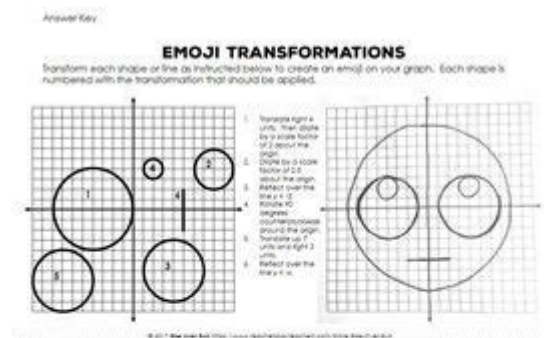 Answer Key
EMOJI TRANSFORMATIONS
Transform each shape or line as instructed below to create an emoji on your graph. Each shape is
numbered with the transformation that should be applied.
1. Translate right 4
units. Then dilate
by a scale factor
of 2 about the
origin.
2. Dilate by a scale
factor of 0.5
about the origin.
3. Reflect over the
line
4. Rotate 90
degrees
counterclockwise
around the origin.
5. Translate up 7
units and right 3
units.
6. Reflect over the
line
1
6
2
4
3
5